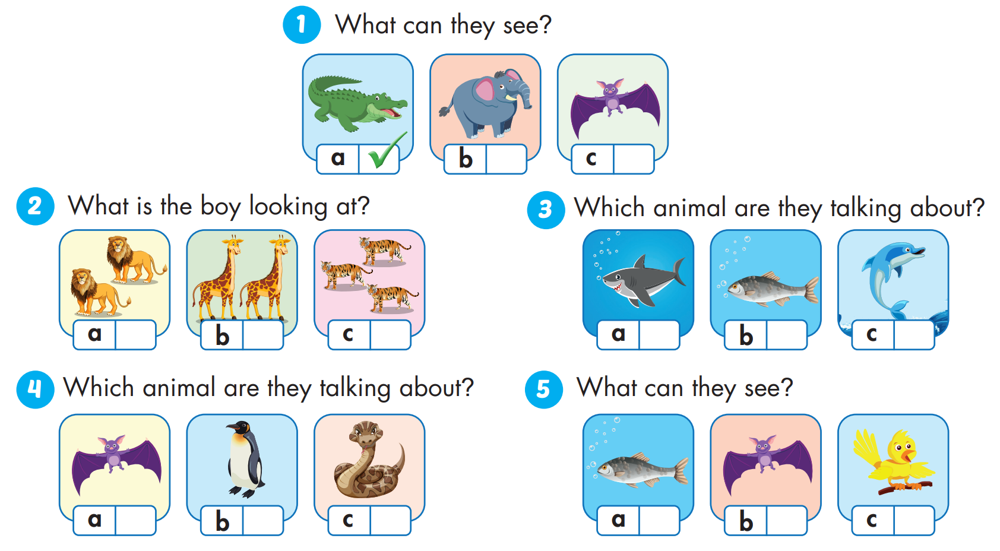 1 What can they see?
a b c
2 What is the boy looking at?
a b c
3 Which animal are they talking about?
a b c
4 Which animal are they talking about?
a b c
5 What can they see?
a b c